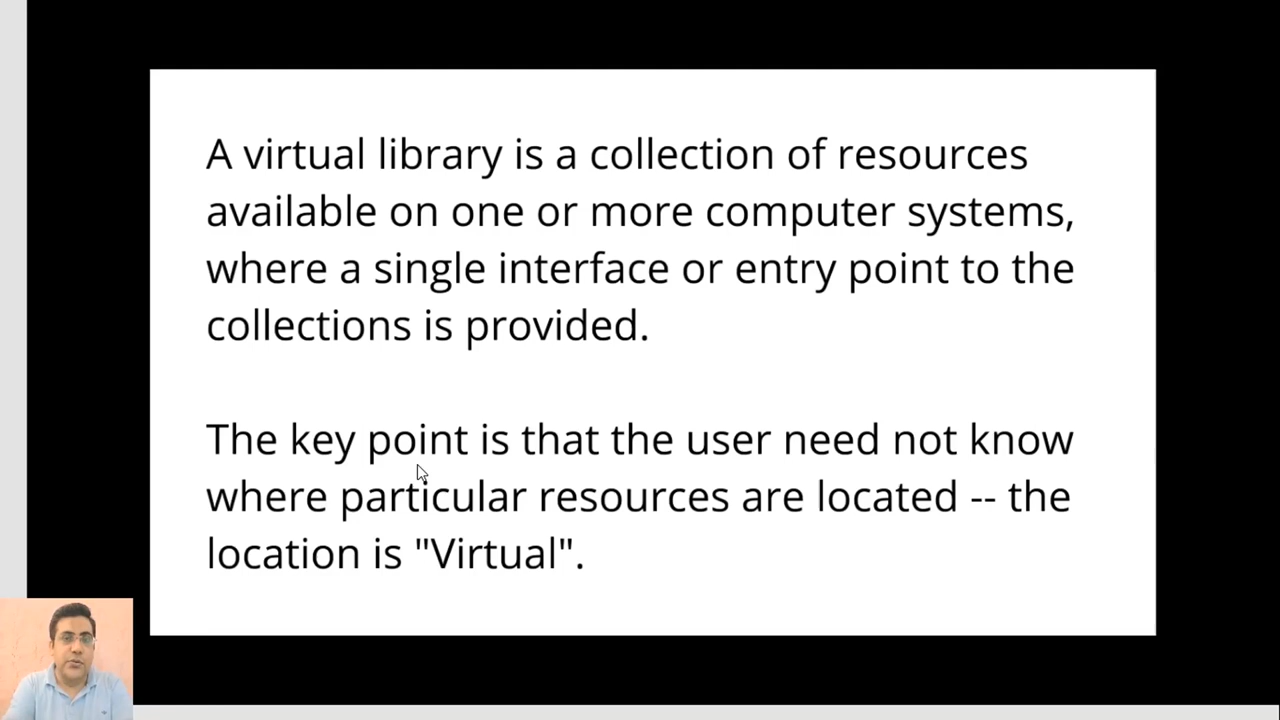 A virtual library is a collection of resources
available on one or more computer systems,
where a single interface or entry point to the
collections is provided.
The key point is that the user need not know
where particular resources are located -- the
location is "Virtual".